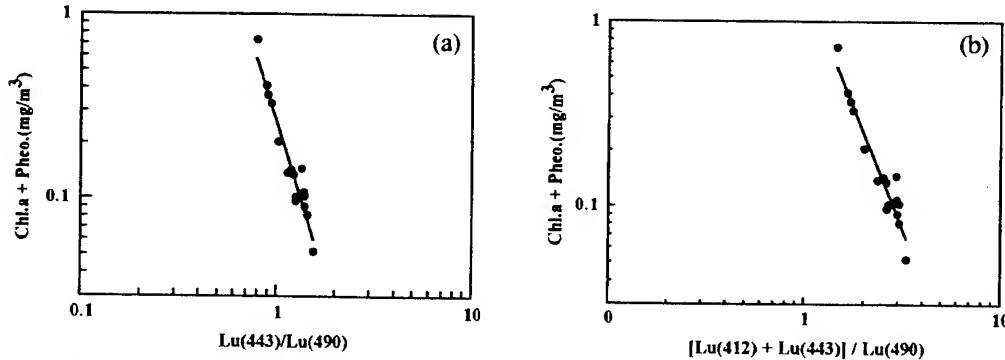 1
(a)
Chl.a + Pheo.(mg/m³)
0.1
0.1
1
10
Lu(443)/Lu(490)
1
(b)
Chl.a + Pheo.(mg/m³)
0.1
0
1
10
[Lu(412) + Lu(443)] / Lu(490)